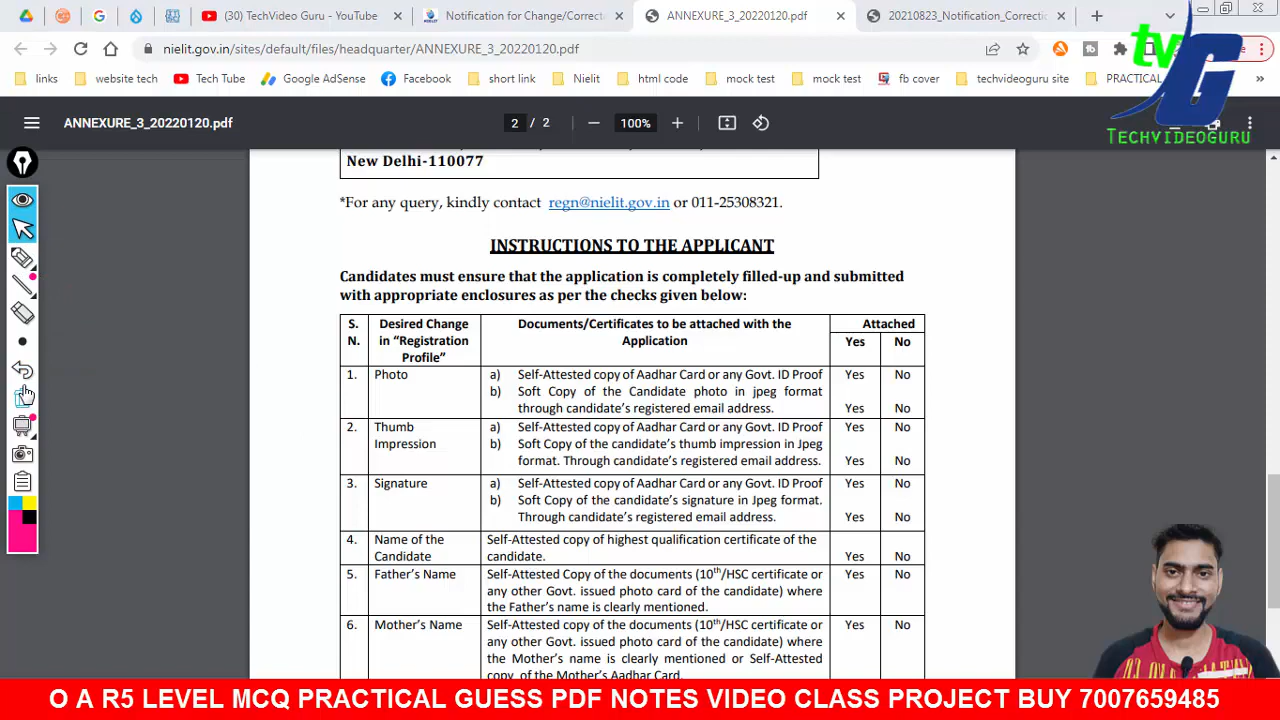 (30) TechVideo Guru - YouTube
Notification for Change/Correct
ANNEXURE_3_20220120.pdf
20210823_Notification_Correctio
nielit.gov.in/sites/default/files/headquarter/ANNEXURE_3_20220120.pdf
links
website tech
Tech Tube
Google AdSense
Facebook
short link
Nielit
html code
mock test
mock test
fb cover
techvideoguru site
PRACTICAL
tv G
TECHVIDEOGURU
ANNEXURE_3_20220120.pdf
2 / 2
100%
New Delhi-110077
*For any query, kindly contact regn@nielit.gov.in or 011-25308321.
INSTRUCTIONS TO THE APPLICANT
Candidates must ensure that the application is completely filled-up and submitted
with appropriate enclosures as per the checks given below:
S. N.
Desired Change in "Registration Profile"
Documents/Certificates to be attached with the Application
Attached
Yes No
1. Photo
a) Self-Attested copy of Aadhar Card or any Govt. ID Proof Yes No
b) Soft Copy of the Candidate photo in jpeg format
through candidate's registered email address. Yes No
2. Thumb Impression
a) Self-Attested copy of Aadhar Card or any Govt. ID Proof Yes No
b) Soft Copy of the candidate's thumb impression in Jpeg
format. Through candidate's registered email address. Yes No
3. Signature
a) Self-Attested copy of Aadhar Card or any Govt. ID Proof Yes No
b) Soft Copy of the candidate's signature in Jpeg format.
Through candidate's registered email address. Yes No
4. Name of the Candidate
Self-Attested copy of highest qualification certificate of the
candidate. Yes No
5. Father's Name
Self-Attested Copy of the documents (10th/HSC certificate or Yes No
any other Govt. issued photo card of the candidate) where
the Father's name is clearly mentioned.
6. Mother's Name
Self-Attested copy of the documents (10th/HSC certificate or Yes No
any other Govt. issued photo card of the candidate) where
the Mother's name is clearly mentioned or Self-Attested
copy of the Mother's Aadhar Card.
O A R5 LEVEL MCQ PRACTICAL GUESS PDF NOTES VIDEO CLASS PROJECT BUY 7007659485